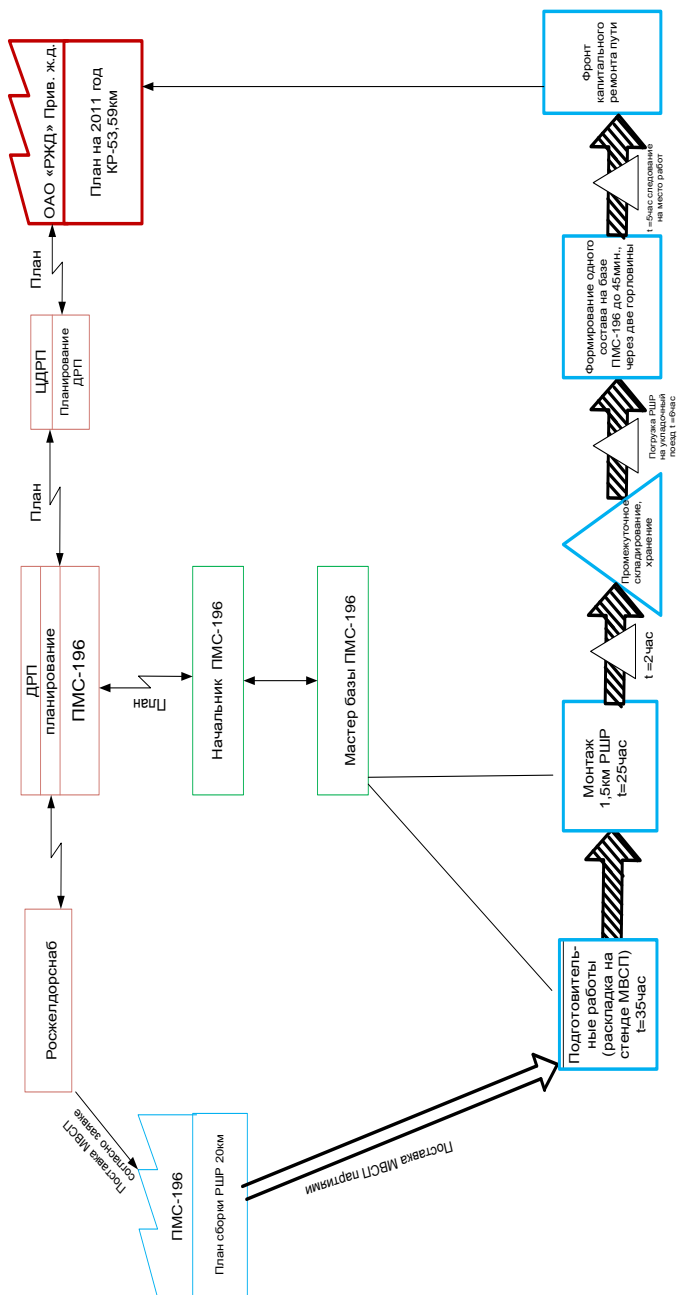 ОАО «РЖД» Прив. ж.д.
План на 2011 год
КР-53,59км
План
ЦДРП
Планирование
ДРП
План
ДРП
планирование
ПМС-196
План
Начальник ПМС-196
Мастер базы ПМС-196
Росжелдорснаб
Поставка МВСП
согласно заявке
ПМС-196
План сборки РШР 20км
Поставка МВСП партиями
Подготовитель-
ные работы
(раскладка на
стенде МВСП)
t=35час
Монтаж
1,5км РШР
t=25час
t =2час
Промежуточное
складирование,
хранение
Погрузка РШР
на укладочный
поезд t =6час
Формирование одного
состава на базе
ПМС-196 до 45мин.,
через две горловины
t =5час следование
на место работ
Фронт
капитального
ремонта пути